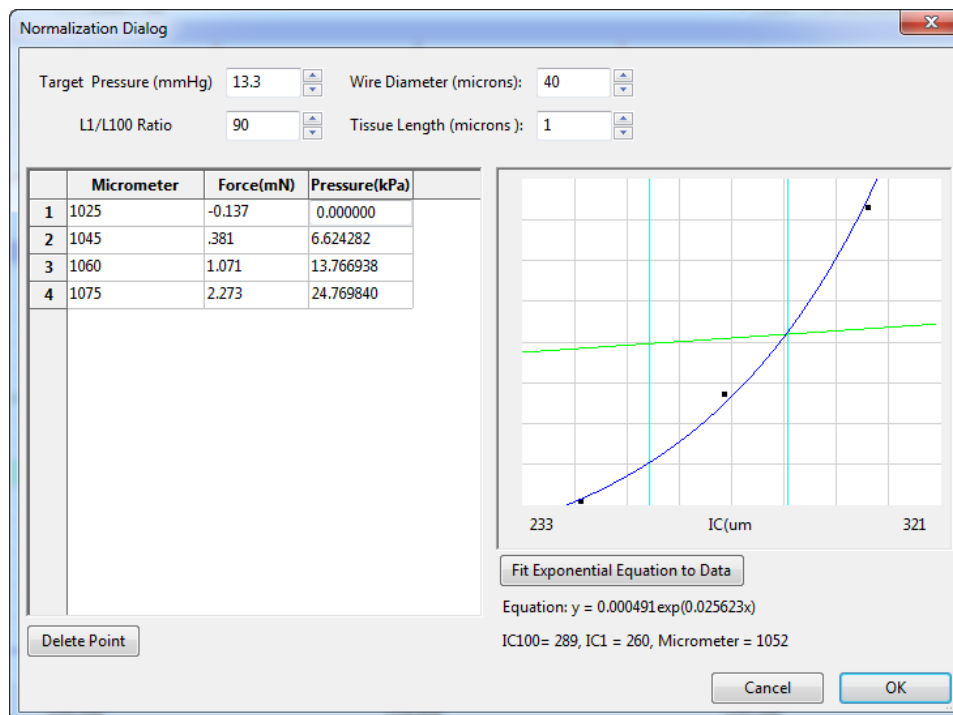 Normalization Dialog
Target  Pressure (mmHg) 13.3 Wire Diameter (microns): 40
L1/L100 Ratio 90 Tissue Length (microns ): 1
Micrometer Force(mN) Pressure(kPa)
1 1025 -0.137 0.000000
2 1045 .381 6.624282
3 1060 1.071 13.766938
4 1075 2.273 24.769840
233 IC(um 321
Fit Exponential Equation to Data
Equation: y = 0.000491exp(0.025623x)
Delete Point
IC100= 289, IC1 = 260, Micrometer = 1052
Cancel OK